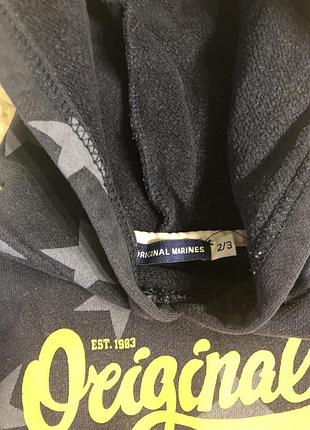 ORIGINAL MARINES 2/3
EST. 1983
Original